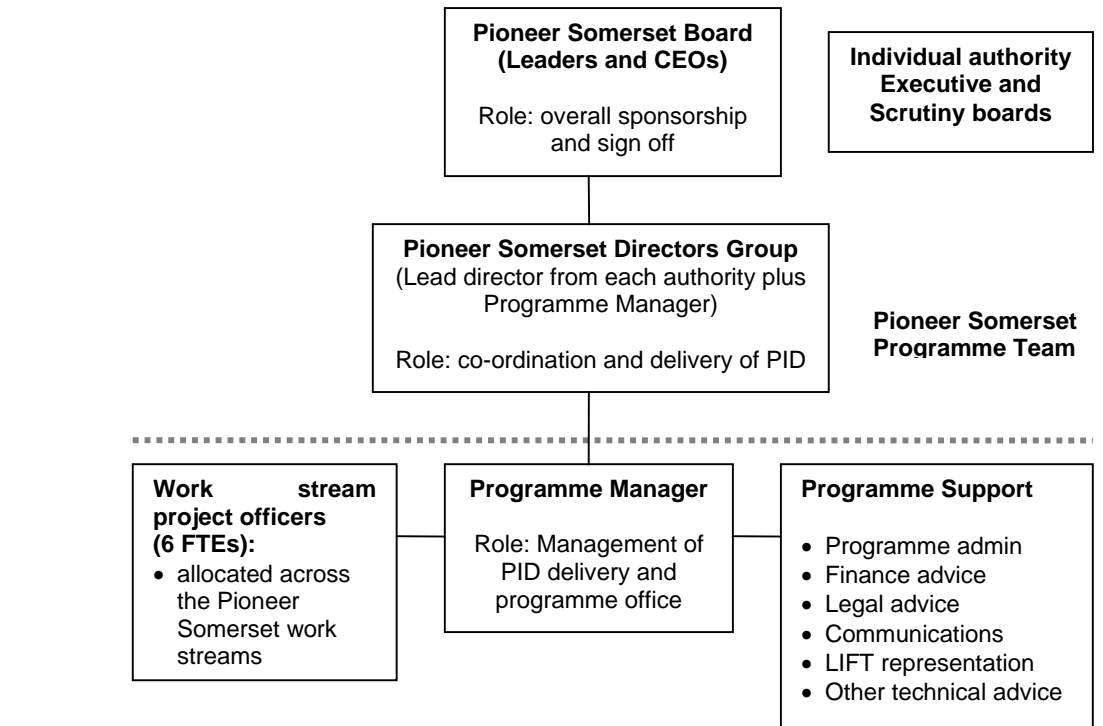 Pioneer Somerset Board
(Leaders and CEOs)
Role: overall sponsorship
and sign off
Individual authority
Executive and
Scrutiny boards
Pioneer Somerset Directors Group
(Lead director from each authority plus
Programme Manager)
Role: co-ordination and delivery of PID
Pioneer Somerset
Programme Team
Work stream
project officers
(6 FTEs):
• allocated across
the Pioneer
Somerset work
streams
Programme Manager
Role: Management of
PID delivery and
programme office
Programme Support
• Programme admin
• Finance advice
• Legal advice
• Communications
• LIFT representation
• Other technical advice